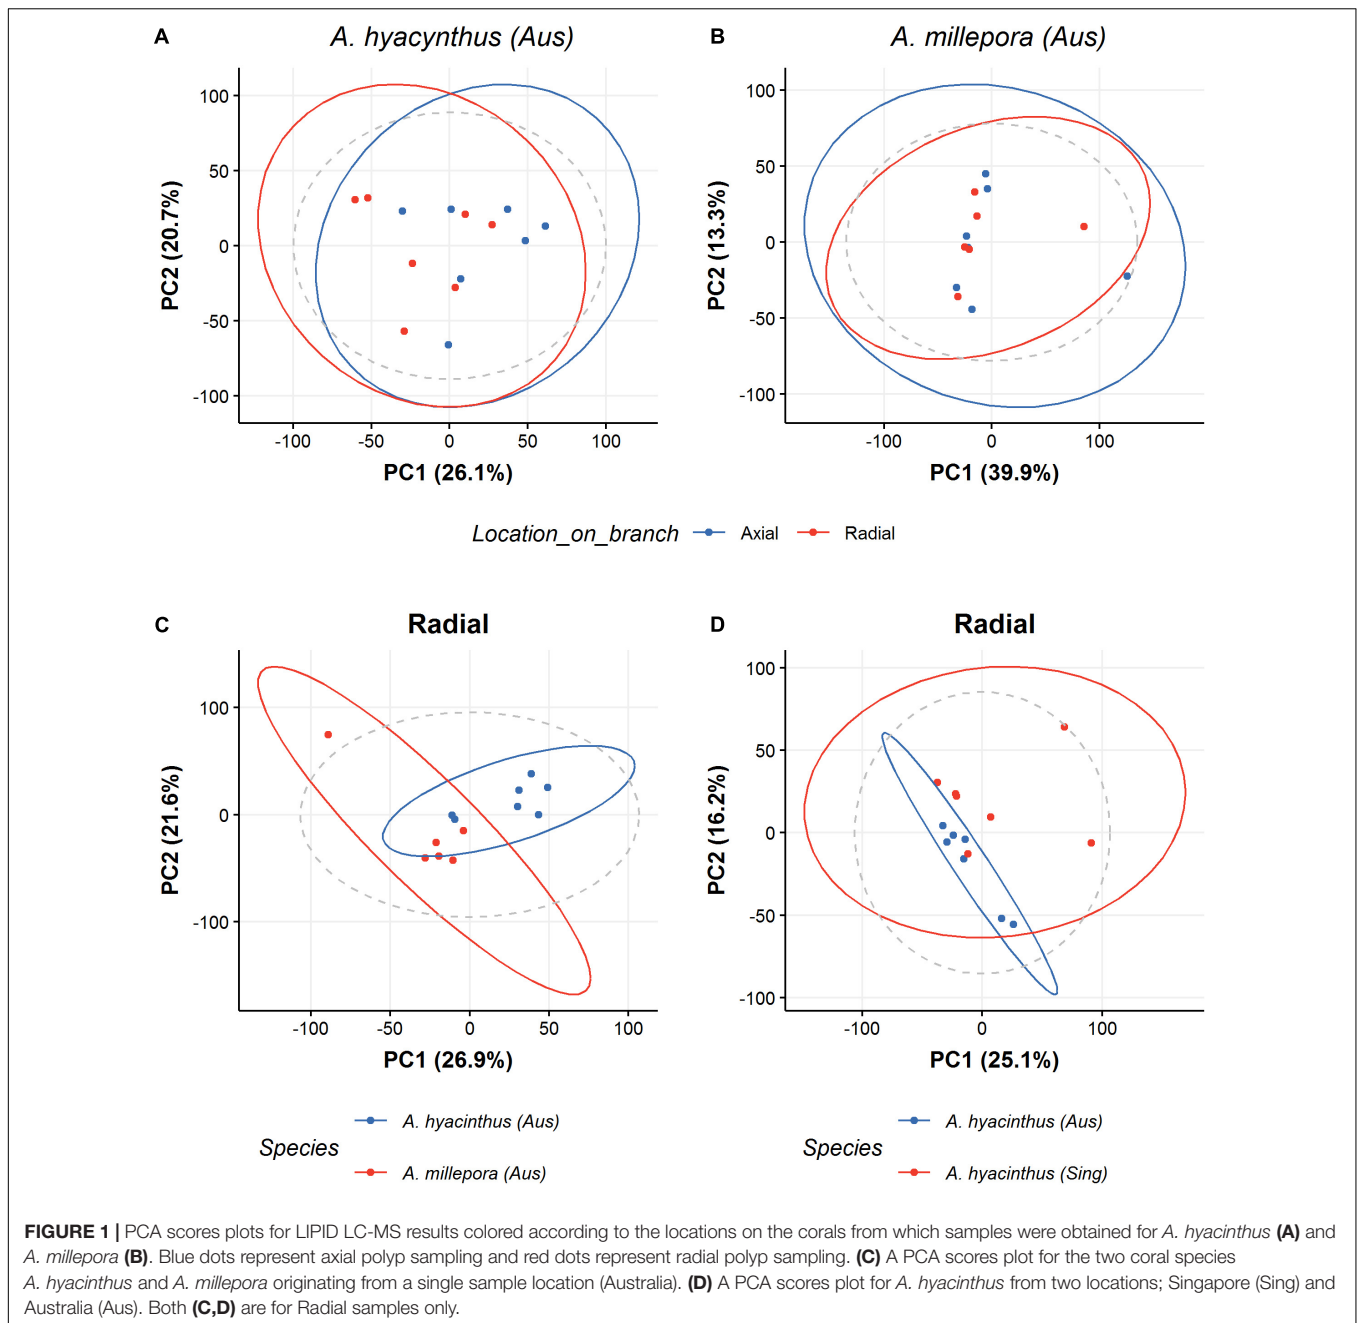 A
A. hyacynthus (Aus)
100
50
0
-50
-100
PC2 (20.7%)
-100
-50
0
50
100
PC1 (26.1%)
B
A. millepora (Aus)
100
50
0
-50
-100
PC2 (13.3%)
-100
0
100
PC1 (39.9%)
Location_on_branch Axial Radial
C
Radial
100
0
-100
PC2 (21.6%)
-100
-50
0
50
100
PC1 (26.9%)
Species
A. hyacinthus (Aus)
A. millepora (Aus)
D
Radial
100
50
0
-50
-100
PC2 (16.2%)
-100
0
100
PC1 (25.1%)
Species
A. hyacinthus (Aus)
A. hyacinthus (Sing)
FIGURE 1 | PCA scores plots for LIPID LC-MS results colored according to the locations on the corals from which samples were obtained for A. hyacinthus (A) and
A. millepora (B). Blue dots represent axial polyp sampling and red dots represent radial polyp sampling. (C) A PCA scores plot for the two coral species
A. hyacinthus and A. millepora originating from a single sample location (Australia). (D) A PCA scores plot for A. hyacinthus from two locations; Singapore (Sing) and
Australia (Aus). Both (C,D) are for Radial samples only.